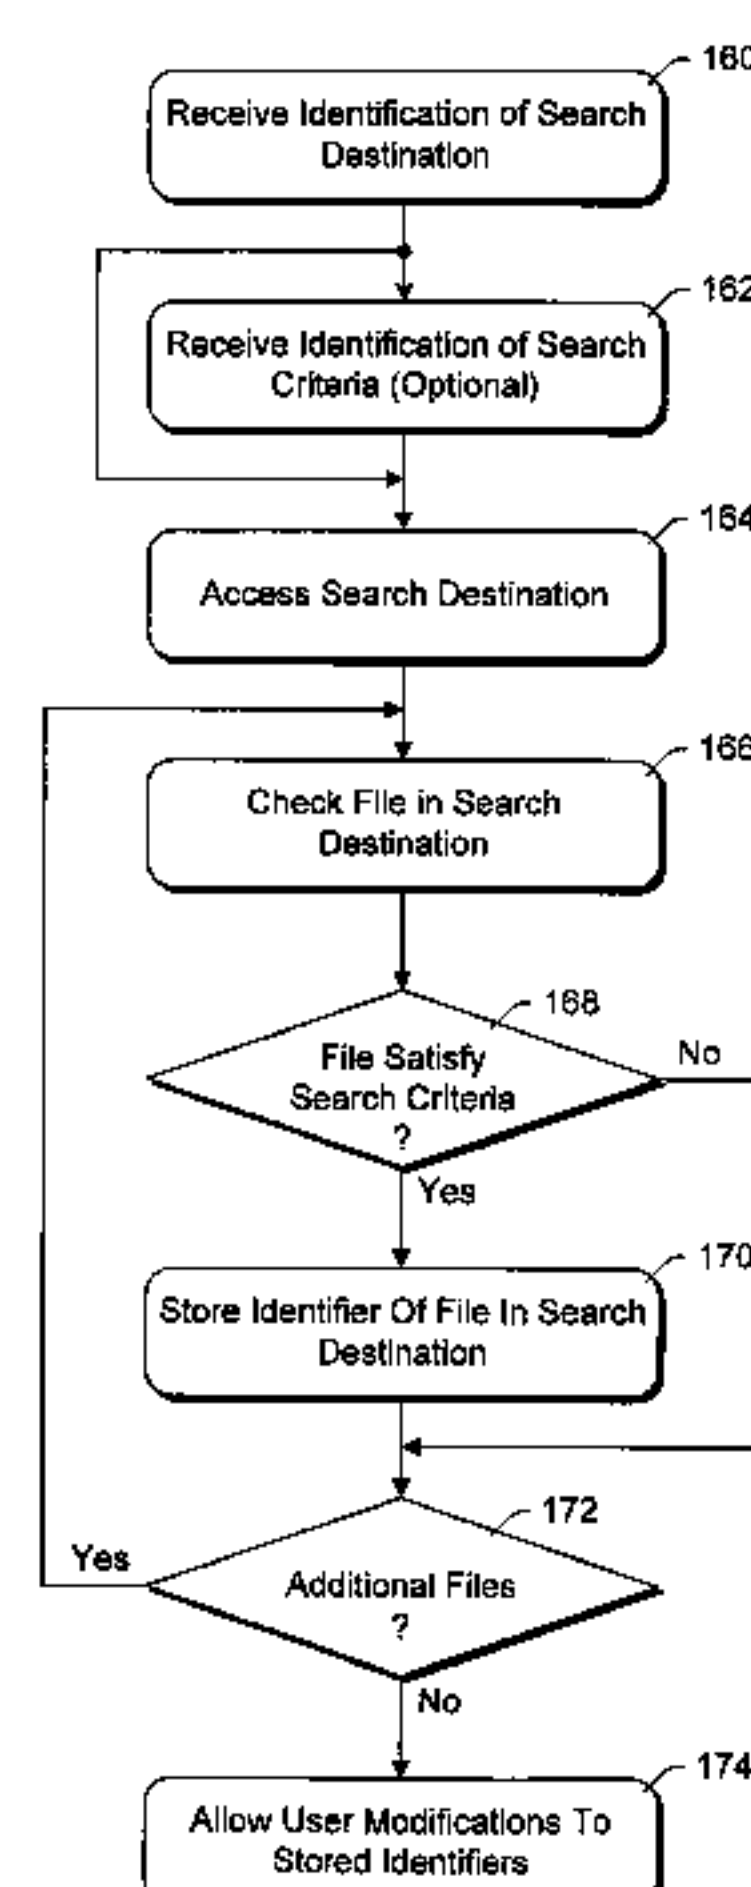 160
Receive Identification of Search
Destination
162
Receive Identification of Search
Criteria (Optional)
164
Access Search Destination
166
Check File in Search
Destination
168
File Satisfy
Search Criteria
?
No
Yes
170
Store Identifier Of File In Search
Destination
172
Yes
Additional Files
?
No
174
Allow User Modifications To
Stored Identifiers